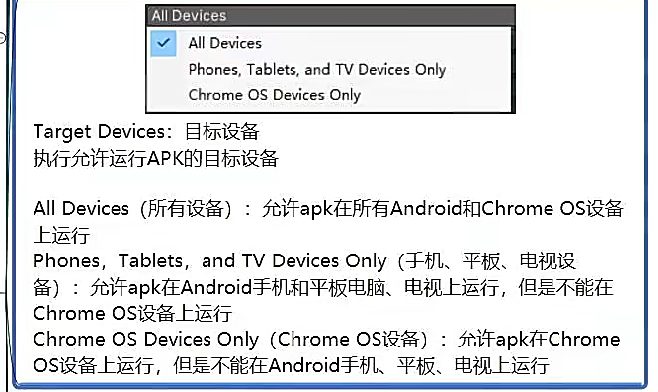 All Devices
All Devices
Phones, Tablets, and TV Devices Only
Chrome OS Devices Only
Target Devices：目标设备
执行允许运行APK的目标设备
All Devices（所有设备）：允许apk在所有Android和Chrome OS设备
上运行
Phones，Tablets，and TV Devices Only（手机、平板、电视设
备）：允许apk在Android手机和平板电脑、电视上运行，但是不能在
Chrome OS设备上运行
Chrome OS Devices Only（Chrome OS设备）：允许apk在Chrome
OS设备上运行，但是不能在Android手机、平板、电视上运行